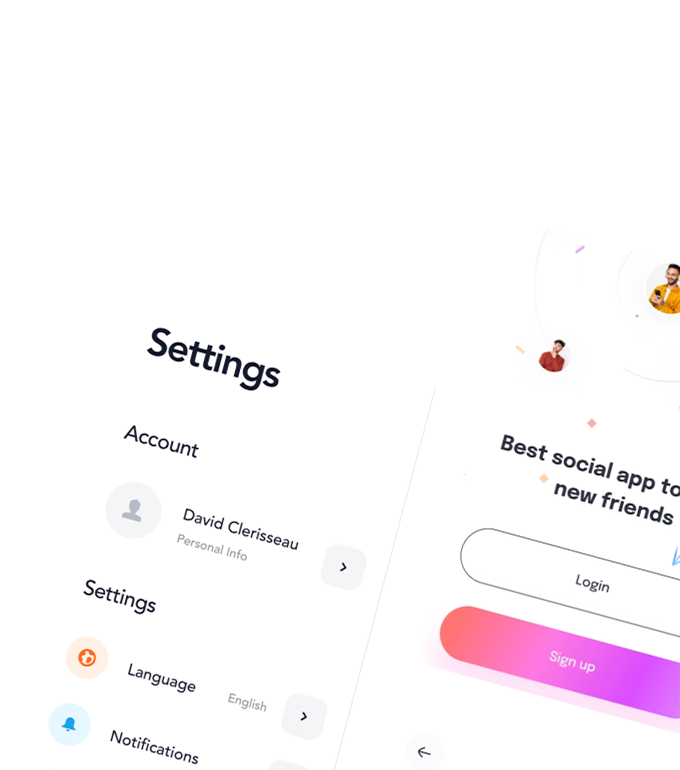 Settings
Account
David Clerisseau
Personal Info
Settings
Language
English
Notifications
Best social app to
new friends
Login
Sign up